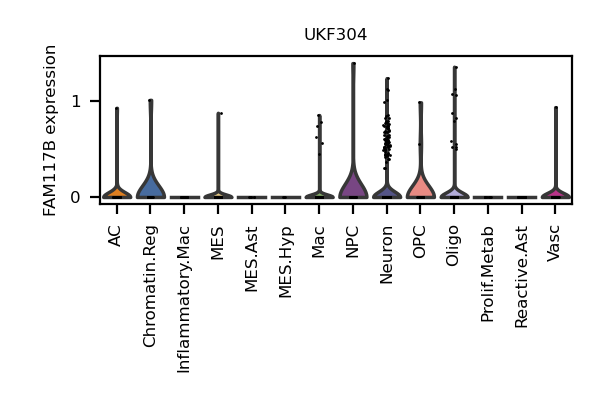 UKF304
FAM117B expression
1
0
AC
Chromatin.Reg
Inflammatory.Mac
MES
MES.Ast
MES.Hyp
Mac
NPC
Neuron
OPC
Oligo
Prolif.Metab
Reactive.Ast
Vasc